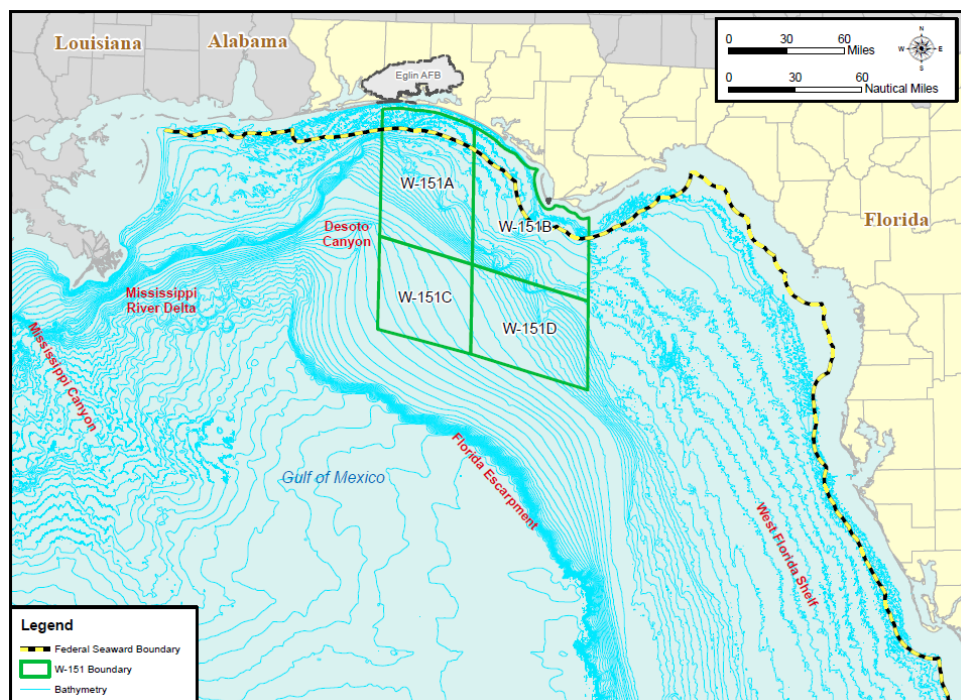 Louisiana
Alabama
Eglin AFB
0 30 60
Miles
0 30 60
Nautical Miles
N
W E
S
W-151A
W-151B
Desoto
Canyon
Florida
W-151C
Mississippi
River Delta
W-151D
Mississippi Canyon
Florida Escarpment
Gulf of Mexico
West Florida Shelf
Legend
Federal Seaward Boundary
W-151 Boundary
Bathymetry